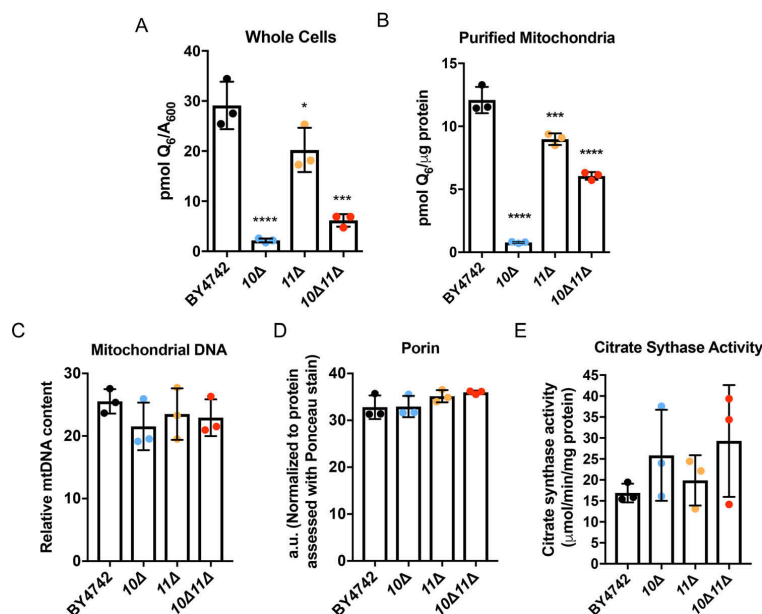 A
Whole Cells
pmol Q6/A600
40
30
20
10
0
*
***
****
BY4742
10Δ
11Δ
10Δ11Δ
B
Purified Mitochondria
pmol Q6/µg protein
15
10
5
0
***
****
****
BY4742
10Δ
11Δ
10Δ11Δ
C
Mitochondrial DNA
Relative mtDNA content
30
20
10
0
BY4742
10Δ
11Δ
10Δ11Δ
D
Porin
a.u. (Normalized to protein
assessed with Ponceau stain)
40
30
20
10
0
BY4742
10Δ
11Δ
10Δ11Δ
E
Citrate Sythase Activity
Citrate synthase activity
(µmol/min/mg protein)
45
40
35
30
25
20
15
10
5
0
BY4742
10Δ
11Δ
10Δ11Δ